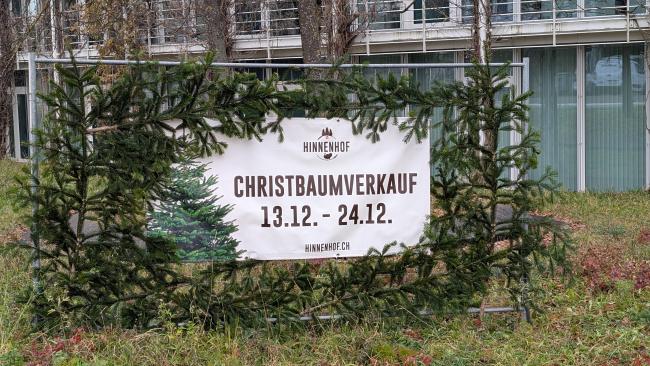 HINNENHOF
CHRISTBAUMVERKAUF
13.12. - 24.12.
HINNENHOF.CH